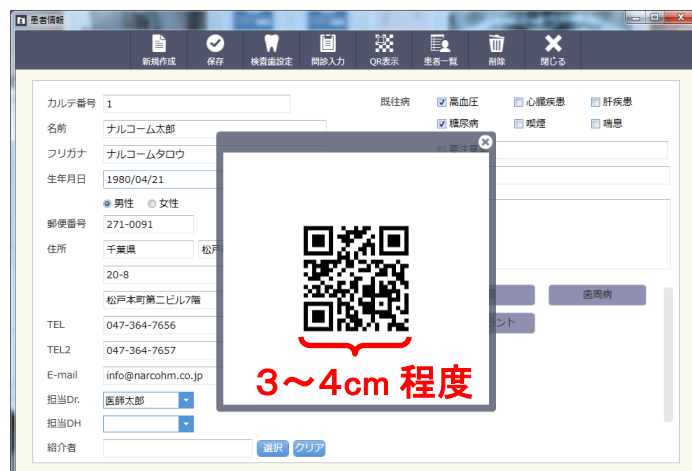 患者情報
新規作成 保存 検査歯設定 問診入力 QR表示 患者一覧 削除 閉じる
カルテ番号 1 既往病 高血圧 心臓疾患 肝疾患
名前 ナルコーム太郎 糖尿病 喫煙 喘息
フリガナ ナルコームタロウ
生年月日 1980/04/21
男性 女性
郵便番号 271-0091
住所 千葉県 松戸
20-8
松戸本町第二ビル7階 歯周病
TEL 047-364-7656 ント
TEL2 047-364-7657
E-mail info@narcohm.co.jp
3～4cm 程度
担当Dr. 医師太郎
担当DH
紹介者 選択 クリア